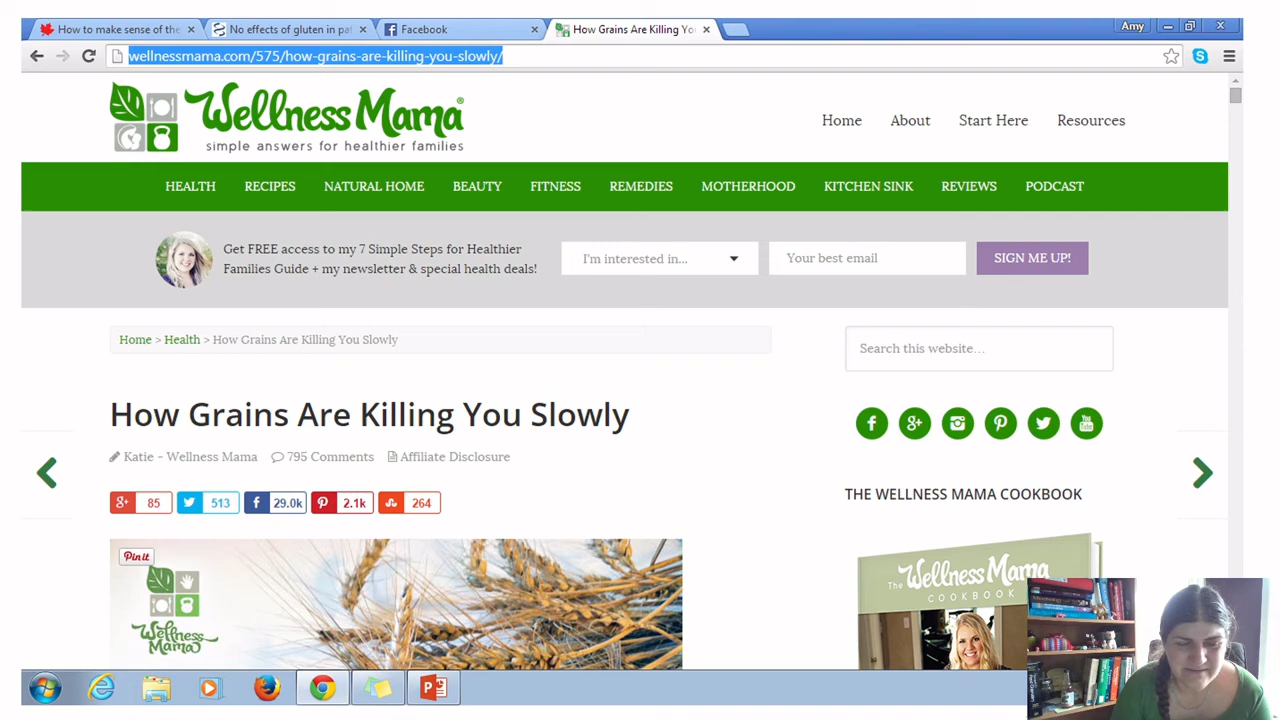 How to make sense of the
No effects of gluten in pat
Facebook
How Grains Are Killing Yo
Amy
wellnessmama.com/575/how-grains-are-killing-you-slowly/
Wellness Mama®
simple answers for healthier families
Home About Start Here Resources
HEALTH RECIPES NATURAL HOME BEAUTY FITNESS REMEDIES MOTHERHOOD KITCHEN SINK REVIEWS PODCAST
Get FREE access to my 7 Simple Steps for Healthier
Families Guide + my newsletter & special health deals!
I'm interested in...
Your best email
SIGN ME UP!
Home > Health > How Grains Are Killing You Slowly
Search this website...
How Grains Are Killing You Slowly
Katie - Wellness Mama 795 Comments Affiliate Disclosure
85 513 29.0k 2.1k 264
THE WELLNESS MAMA COOKBOOK
Pin it
Wellness
Mama
The Wellness Mama
COOKBOOK